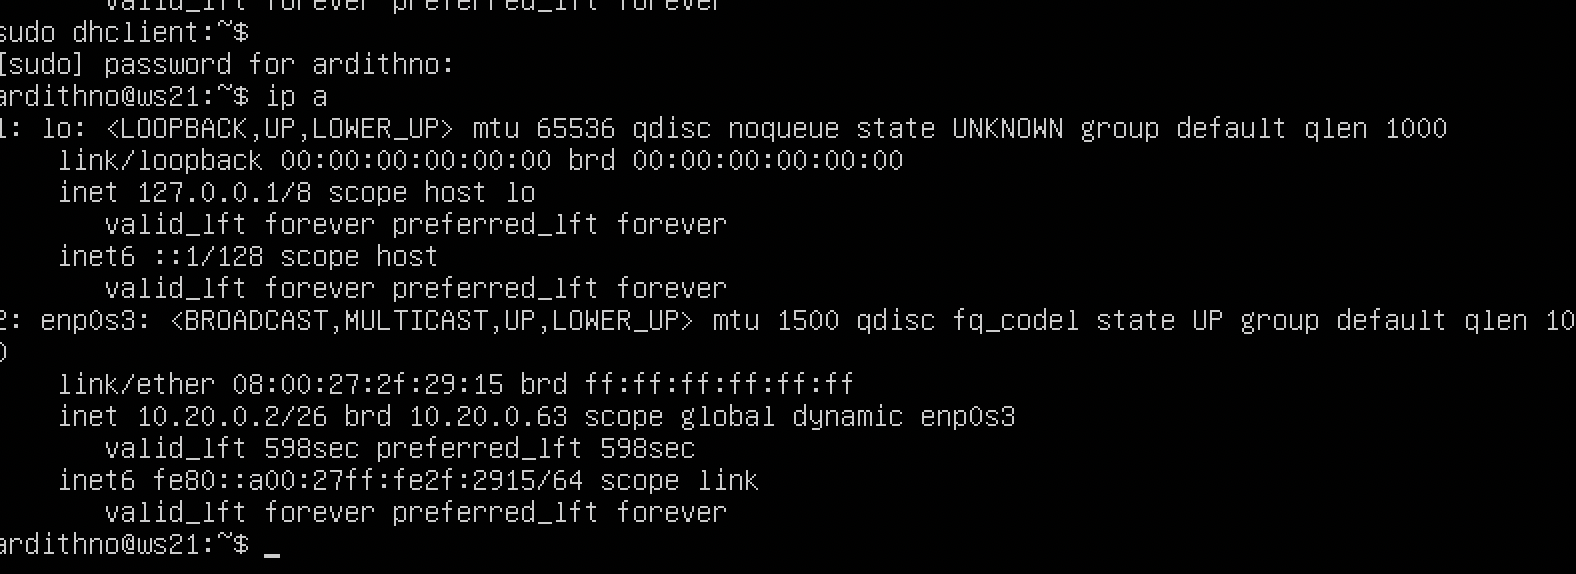 valid_lft forever preferred_lft forever
sudo dhclient:~$
[sudo] password for ardithno:
ardithno@ws21:~$ ip a
1: lo: <LOOPBACK,UP,LOWER_UP> mtu 65536 qdisc noqueue state UNKNOWN group default qlen 1000
link/loopback 00:00:00:00:00:00 brd 00:00:00:00:00:00
inet 127.0.0.1/8 scope host lo
valid_lft forever preferred_lft forever
inet6 ::1/128 scope host
valid_lft forever preferred_lft forever
2: enp0s3: <BROADCAST,MULTICAST,UP,LOWER_UP> mtu 1500 qdisc fq_codel state UP group default qlen 10
0
link/ether 08:00:27:2f:29:15 brd ff:ff:ff:ff:ff:ff
inet 10.20.0.2/26 brd 10.20.0.63 scope global dynamic enp0s3
valid_lft 598sec preferred_lft 598sec
inet6 fe80::a00:27ff:fe2f:2915/64 scope link
valid_lft forever preferred_lft forever
ardithno@ws21:~$ _